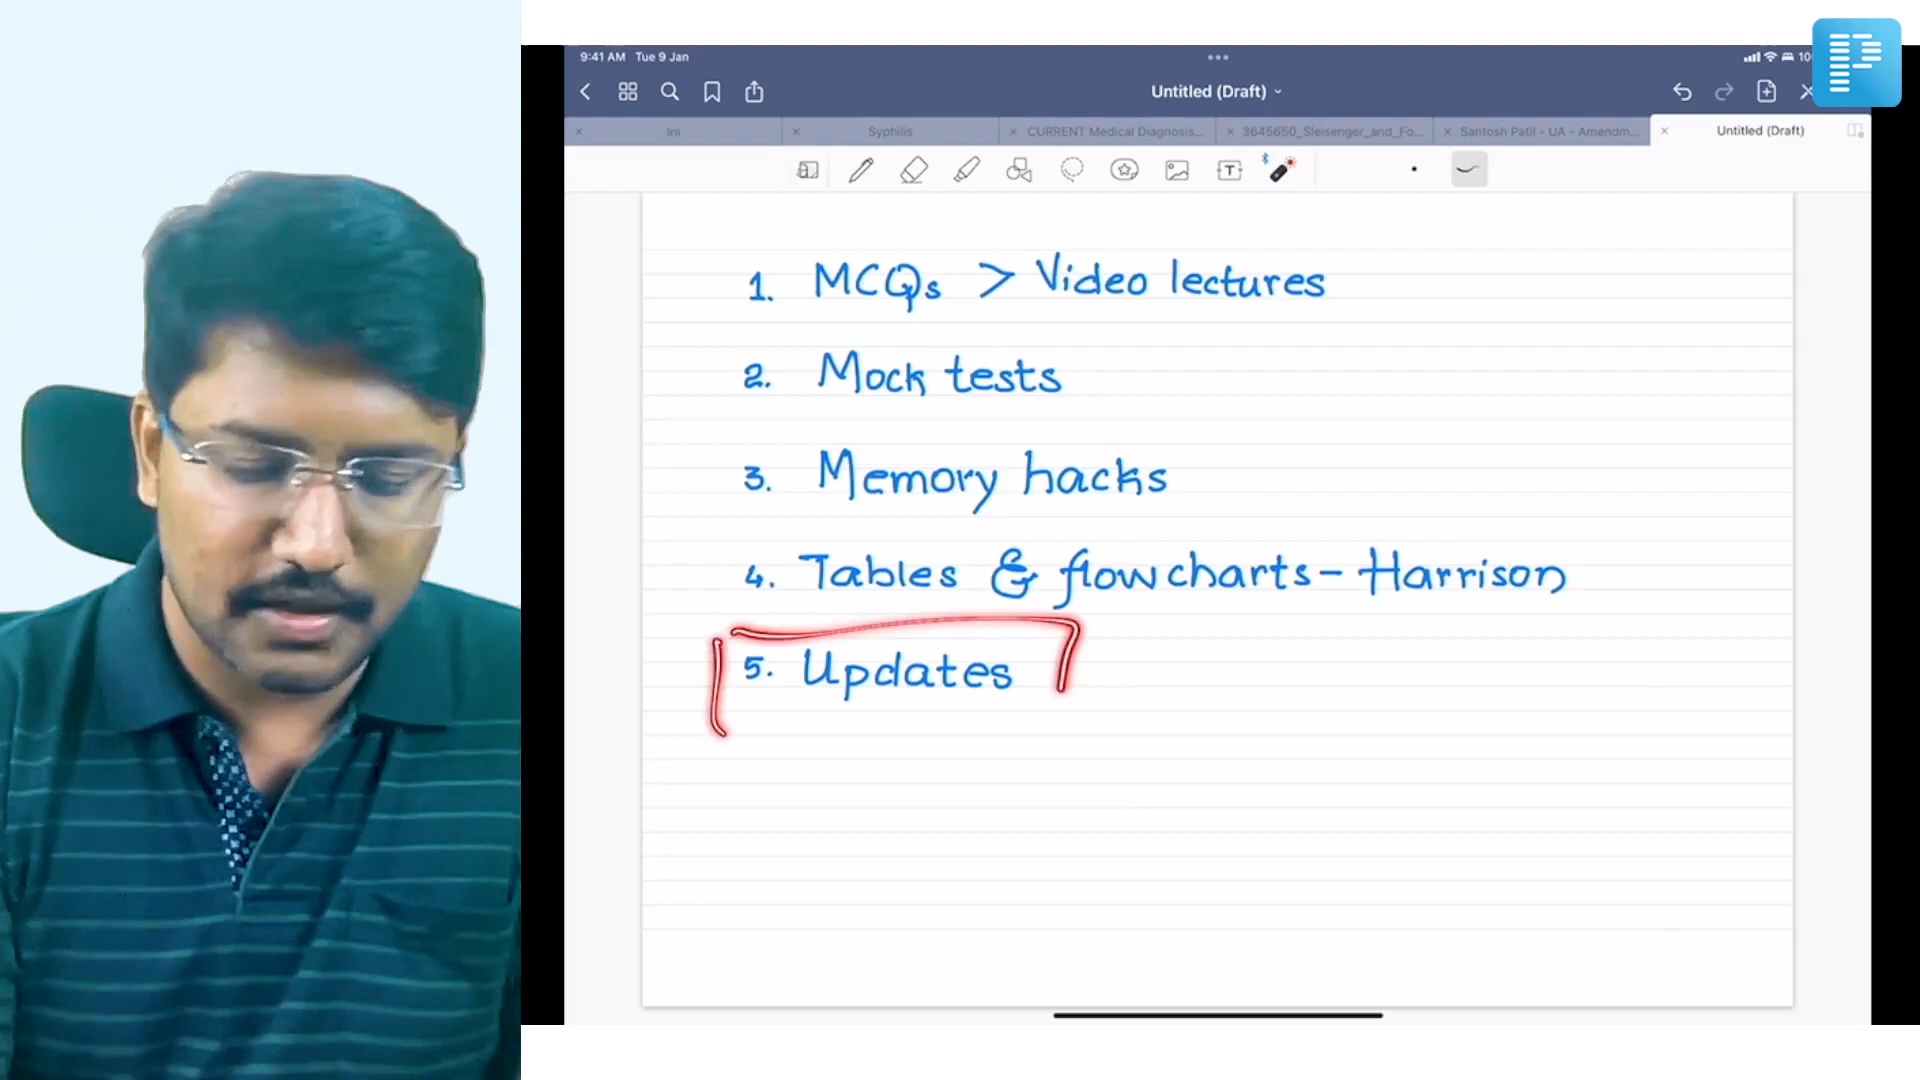 9:41 AM Tue 9 Jan
Untitled (Draft)
Ini
Syphilis
CURRENT Medical Diagnosis...
3645650_Sleisenger_and_Fo...
Santosh Patil - UA - Amendm...
Untitled (Draft)
1. MCQs > Video lectures
2. Mock tests
3. Memory hacks
4. Tables & flowcharts - Harrison
5. Updates